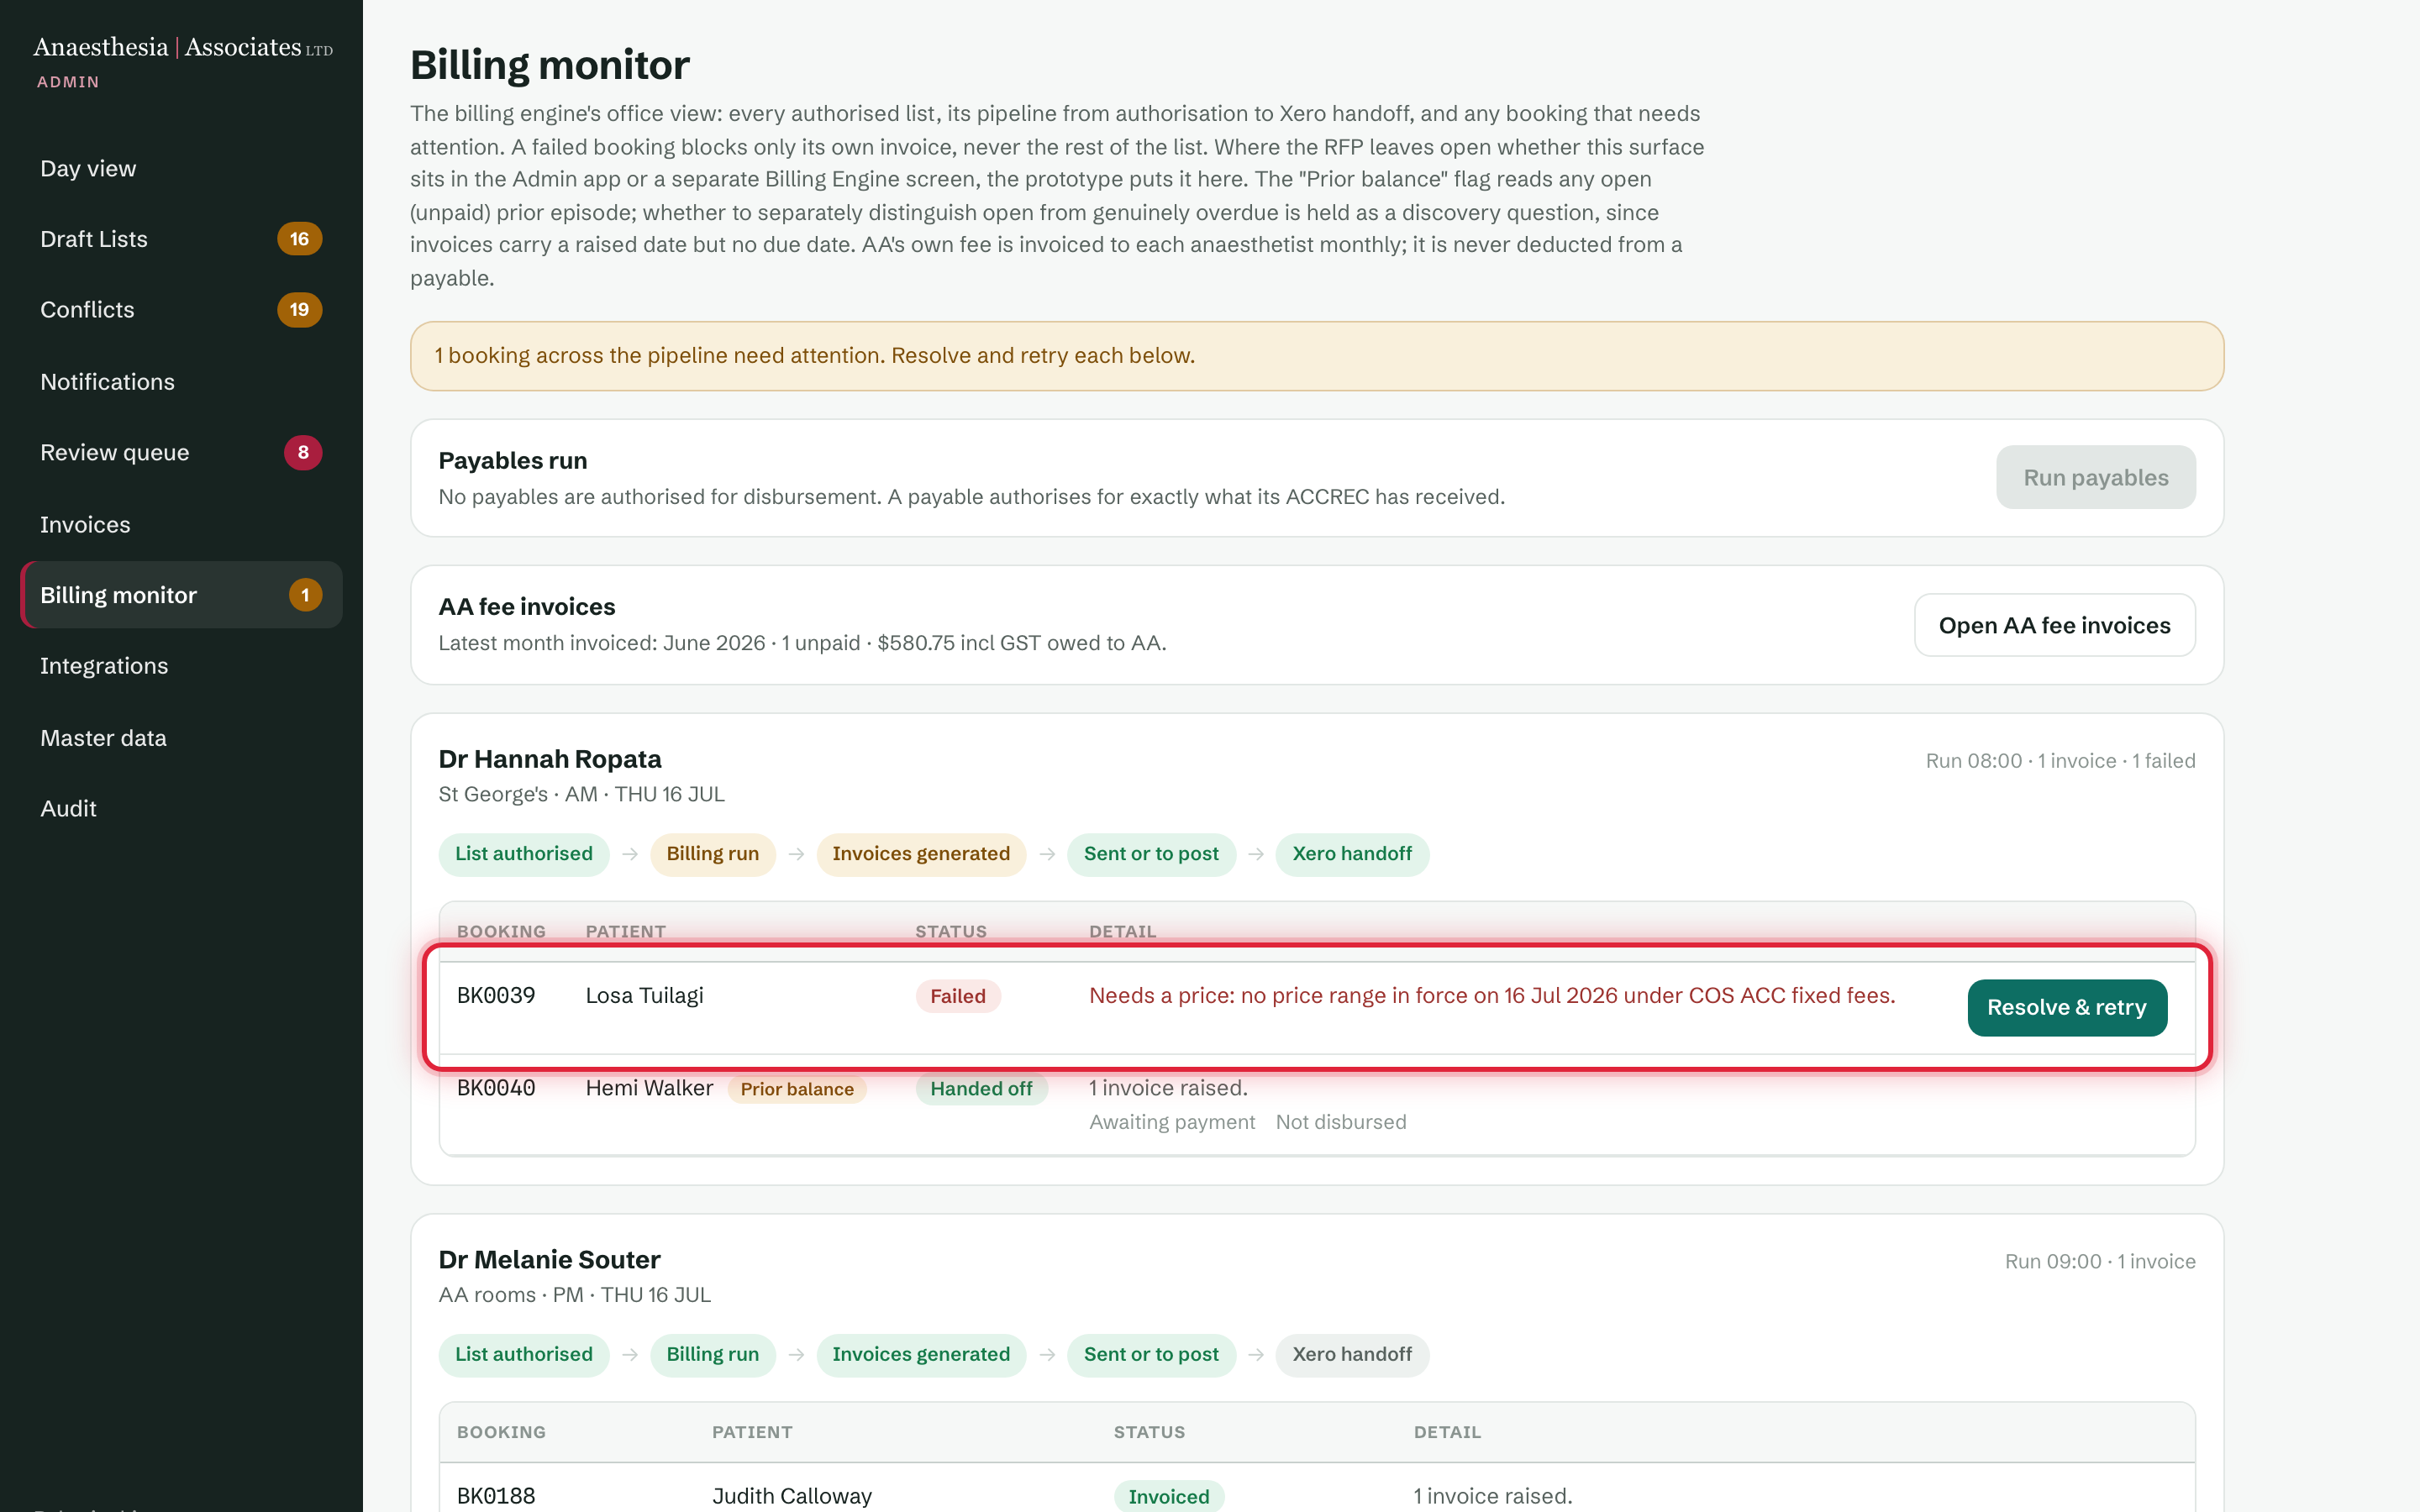 Anaesthesia | Associates LTD
ADMIN
Day view
Draft Lists 16
Conflicts 19
Notifications
Review queue 8
Invoices
Billing monitor 1
Integrations
Master data
Audit
Billing monitor
The billing engine's office view: every authorised list, its pipeline from authorisation to Xero handoff, and any booking that needs
attention. A failed booking blocks only its own invoice, never the rest of the list. Where the RFP leaves open whether this surface
sits in the Admin app or a separate Billing Engine screen, the prototype puts it here. The "Prior balance" flag reads any open
(unpaid) prior episode; whether to separately distinguish open from genuinely overdue is held as a discovery question, since
invoices carry a raised date but no due date. AA's own fee is invoiced to each anaesthetist monthly; it is never deducted from a
payable.
1 booking across the pipeline need attention. Resolve and retry each below.
Payables run
No payables are authorised for disbursement. A payable authorises for exactly what its ACCREC has received.
Run payables
AA fee invoices
Latest month invoiced: June 2026 · 1 unpaid · $580.75 incl GST owed to AA.
Open AA fee invoices
Dr Hannah Ropata
Run 08:00 · 1 invoice · 1 failed
St George's · AM · THU 16 JUL
List authorised → Billing run → Invoices generated → Sent or to post → Xero handoff
BOOKING PATIENT STATUS DETAIL
BK0039 Losa Tuilagi Failed Needs a price: no price range in force on 16 Jul 2026 under COS ACC fixed fees. Resolve & retry
BK0040 Hemi Walker Prior balance Handed off 1 invoice raised.
Awaiting payment Not disbursed
Dr Melanie Souter
Run 09:00 · 1 invoice
AA rooms · PM · THU 16 JUL
List authorised → Billing run → Invoices generated → Sent or to post → Xero handoff
BOOKING PATIENT STATUS DETAIL
BK0188 Judith Calloway Invoiced 1 invoice raised.